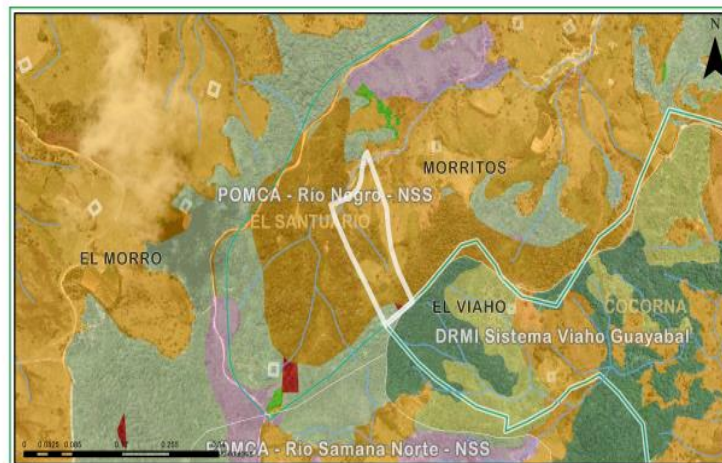 N
MORRITOS
POMCA - Río Negro - NSS
EL SANTUARIO
EL MORRO
EL VIAHO
COCORNA
DRMI Sistema Viaho Guayabal
POMCA - Rio Samana Norte - NSS